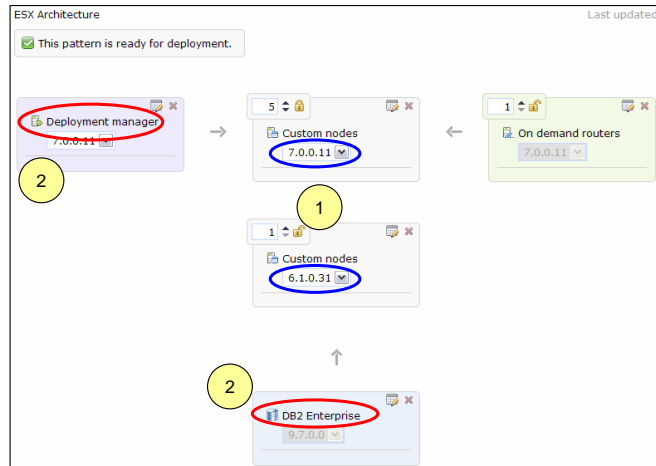 ESX Architecture
Last updated
This pattern is ready for deployment.
5
1
Deployment manager
Custom nodes
On demand routers
7.0.0.11
7.0.0.11
7.0.0.11
2
1
1
Custom nodes
6.1.0.31
2
DB2 Enterprise
9.7.0.0